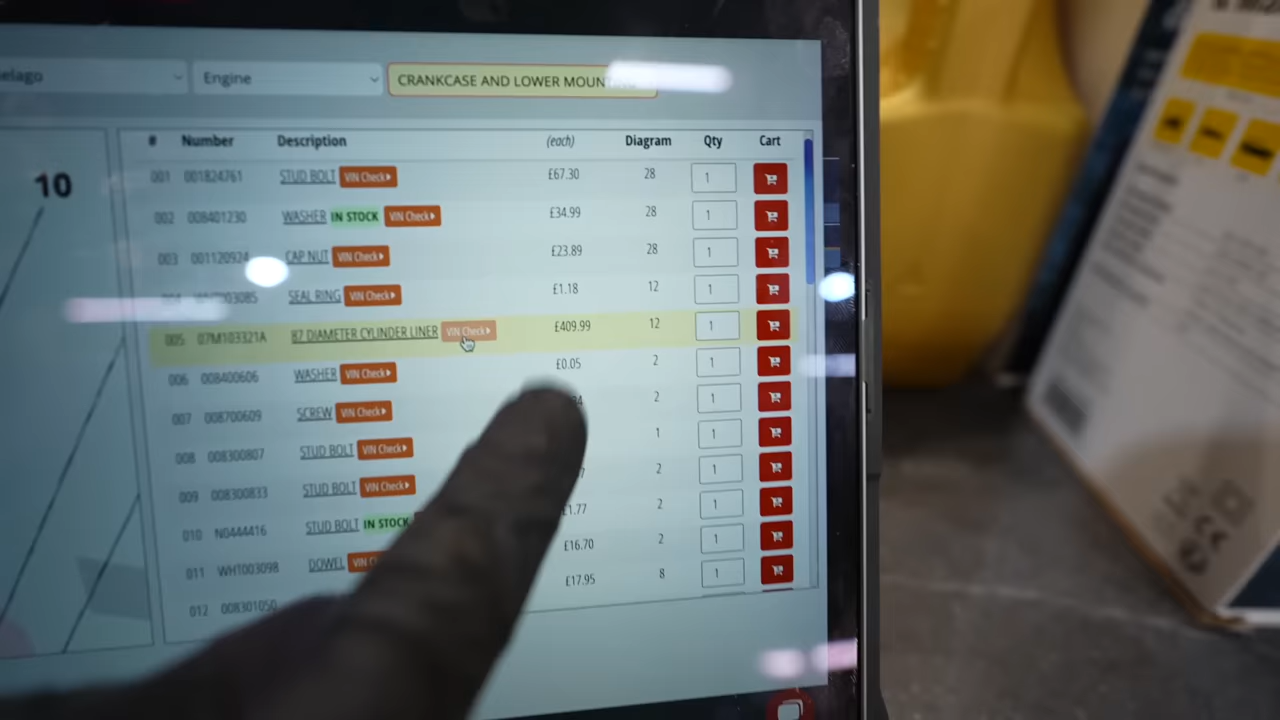 elago Engine CRANKCASE AND LOWER MOUN
10
# Number Description (each) Diagram Qty Cart
001 001824761 STUD BOLT VIN Check £67.30 28 1
002 008401230 WASHER IN STOCK VIN Check £34.99 28 1
003 001120924 CAP NUT VIN Check £23.89 28 1
SEAL RING VIN Check £1.18 12 1
005 07M103321A 87 DIAMETER CYLINDER LINER VIN Check £409.99 12 1
006 008400606 WASHER VIN Check £0.05 2 1
007 008700609 SCREW VIN Check 2 1
008 008300807 STUD BOLT VIN Check 1 1
009 008300833 STUD BOLT VIN Check 2 1
010 N0444416 STUD BOLT IN STOCK £1.77 2 1
011 WHT003098 DOWEL £16.70 2 1
012 008301050 £17.95 8 1
CE